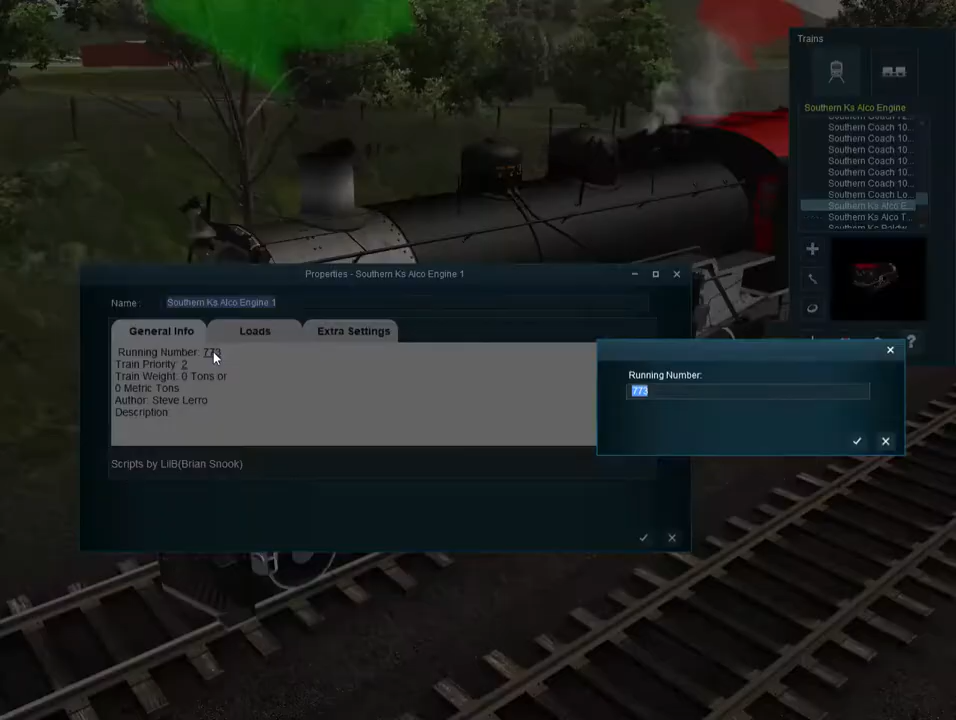 Trains
Southern Ks Alco Engine
Southern Coach 10...
Southern Coach 10...
Southern Coach 10...
Southern Coach 10...
Southern Coach 10...
Southern Coach 10...
Southern Coach Lo...
Southern Ks Alco E...
Southern Ks Alco T...
773
Properties - Southern Ks Alco Engine 1
Name :
Southern Ks Alco Engine 1
General Info
Loads
Extra Settings
Running Number: 773
Train Priority: 2
Train Weight: 0 Tons or
0 Metric Tons
Author: Steve Lerro
Description:
Scripts by LilB(Brian Snook)
Running Number:
773